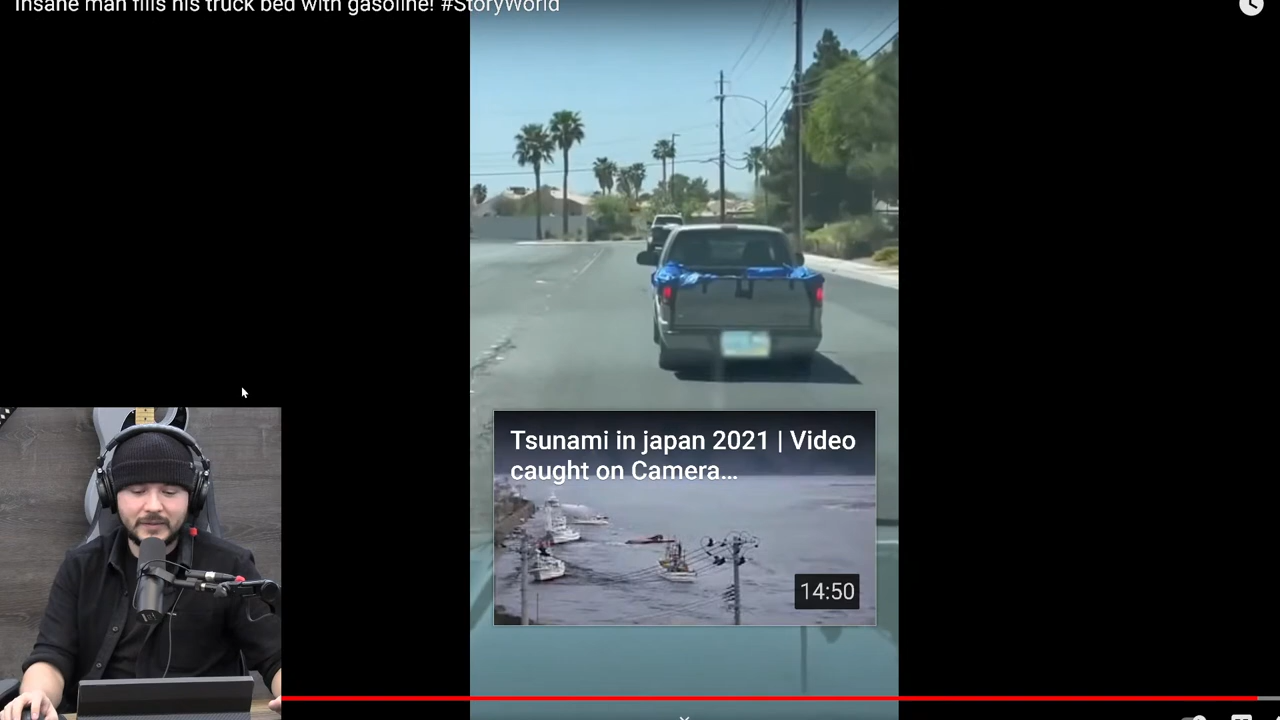 Insane man fills his truck bed with gasoline! #StoryWorld
Tsunami in japan 2021 | Video
caught on Camera...
14:50